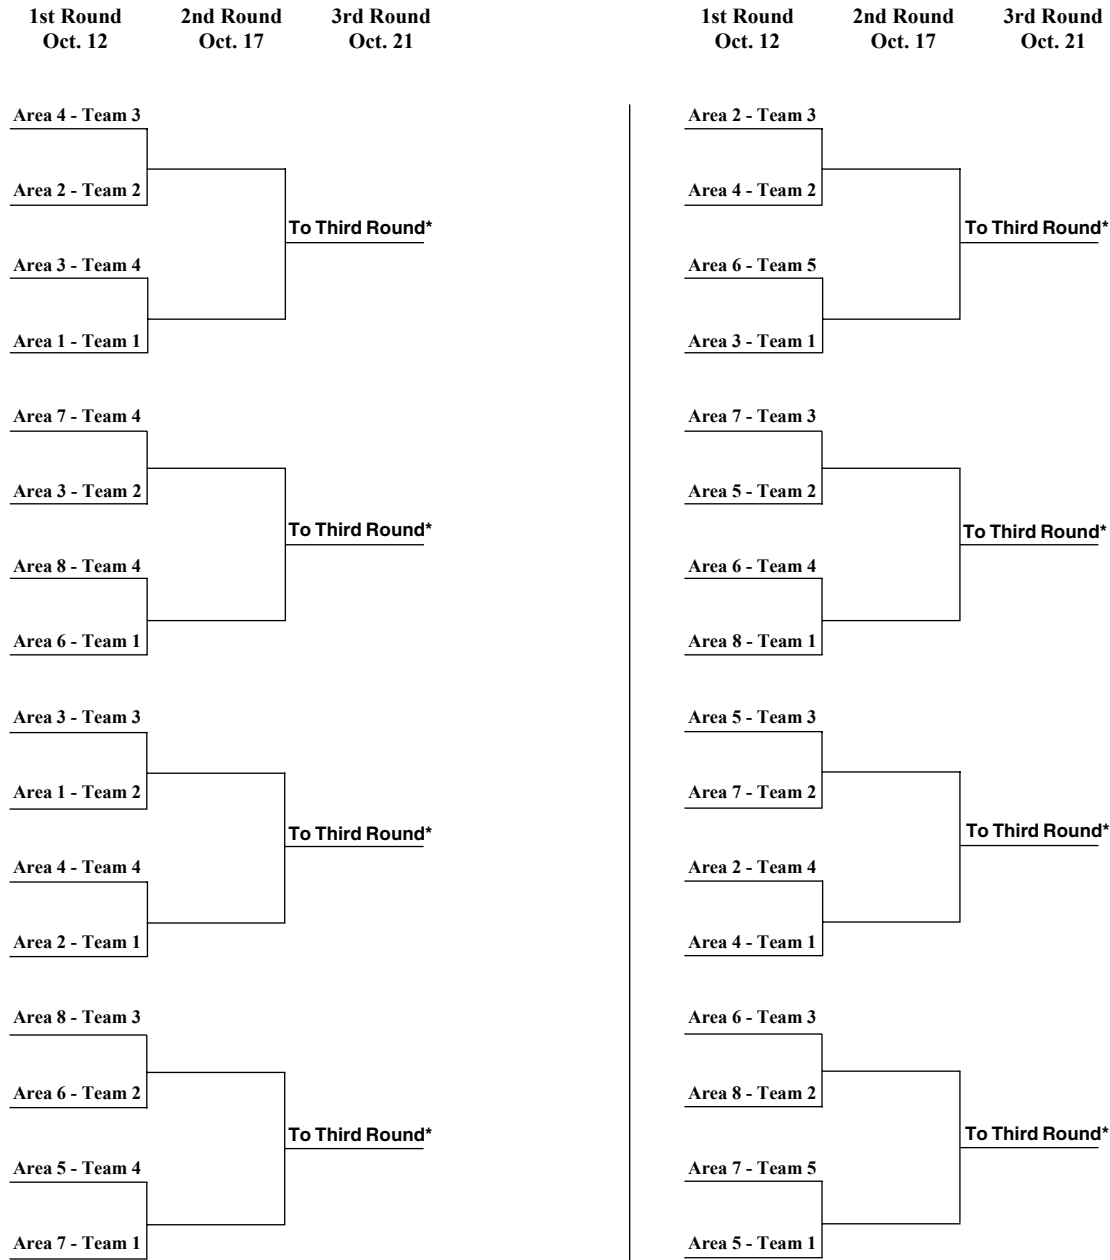 1st Round
Oct. 12
2nd Round
Oct. 17
3rd Round
Oct. 21
Area 4 - Team 3
Area 2 - Team 2
To Third Round*
Area 3 - Team 4
Area 1 - Team 1
Area 7 - Team 4
Area 3 - Team 2
To Third Round*
Area 8 - Team 4
Area 6 - Team 1
Area 3 - Team 3
Area 1 - Team 2
To Third Round*
Area 4 - Team 4
Area 2 - Team 1
Area 8 - Team 3
Area 6 - Team 2
To Third Round*
Area 5 - Team 4
Area 7 - Team 1
1st Round
Oct. 12
2nd Round
Oct. 17
3rd Round
Oct. 21
Area 2 - Team 3
Area 4 - Team 2
To Third Round*
Area 6 - Team 5
Area 3 - Team 1
Area 7 - Team 3
Area 5 - Team 2
To Third Round*
Area 6 - Team 4
Area 8 - Team 1
Area 5 - Team 3
Area 7 - Team 2
To Third Round*
Area 2 - Team 4
Area 4 - Team 1
Area 6 - Team 3
Area 8 - Team 2
To Third Round*
Area 7 - Team 5
Area 5 - Team 1